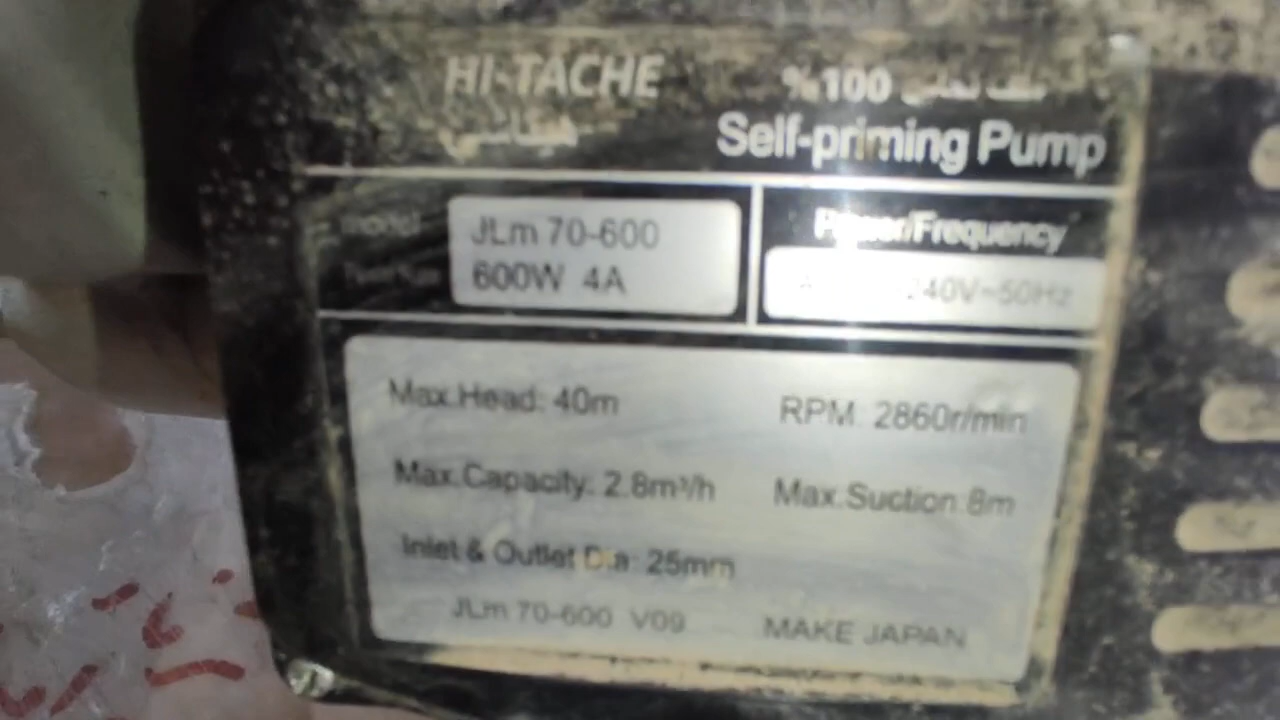 HI-TACHE
%100
Self-priming Pump
Model
JLm 70-600
600W 4A
Power/Frequency
240V~50Hz
Max.Head: 40m
RPM: 2860r/min
Max.Capacity: 2.8m³/h
Max.Suction:8m
Inlet & Outlet Dia: 25mm
JLm 70-600 V09
MAKE JAPAN